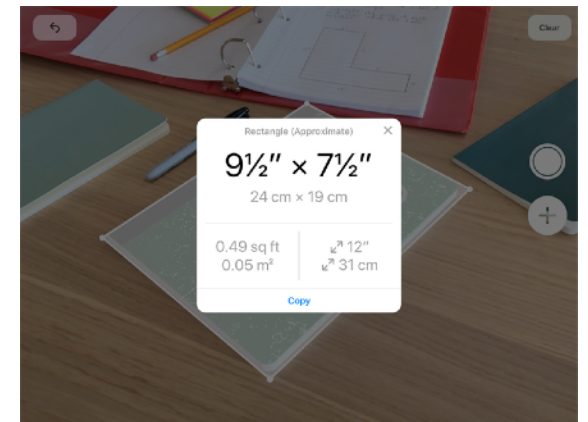 Clear
Rectangle (Approximate)
9½″ × 7½″
24 cm × 19 cm
0.49 sq ft
0.05 m²
12″
31 cm
Copy